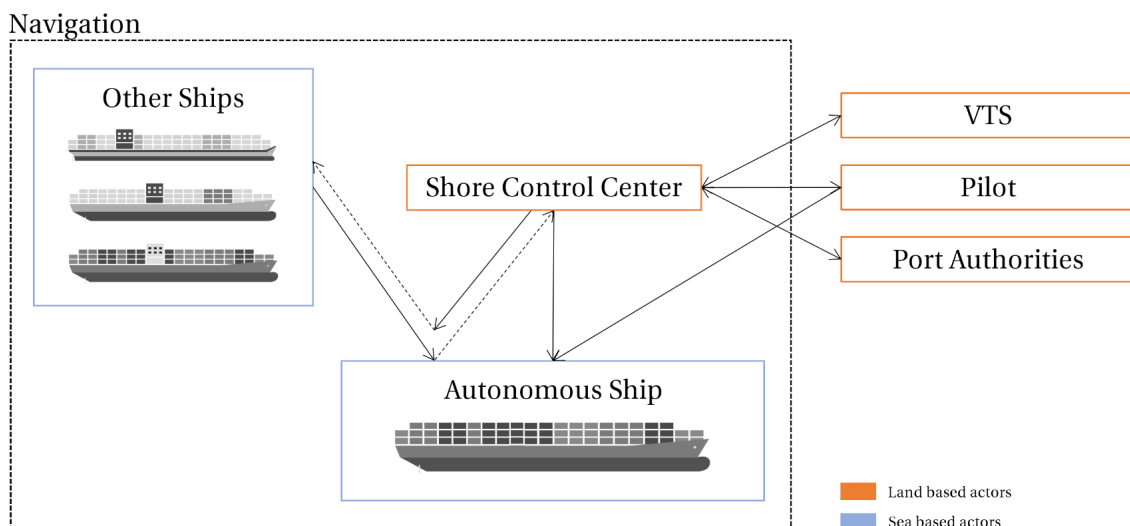 Navigation
Other Ships
Shore Control Center
Autonomous Ship
VTS
Pilot
Port Authorities
Land based actors
Sea based actors